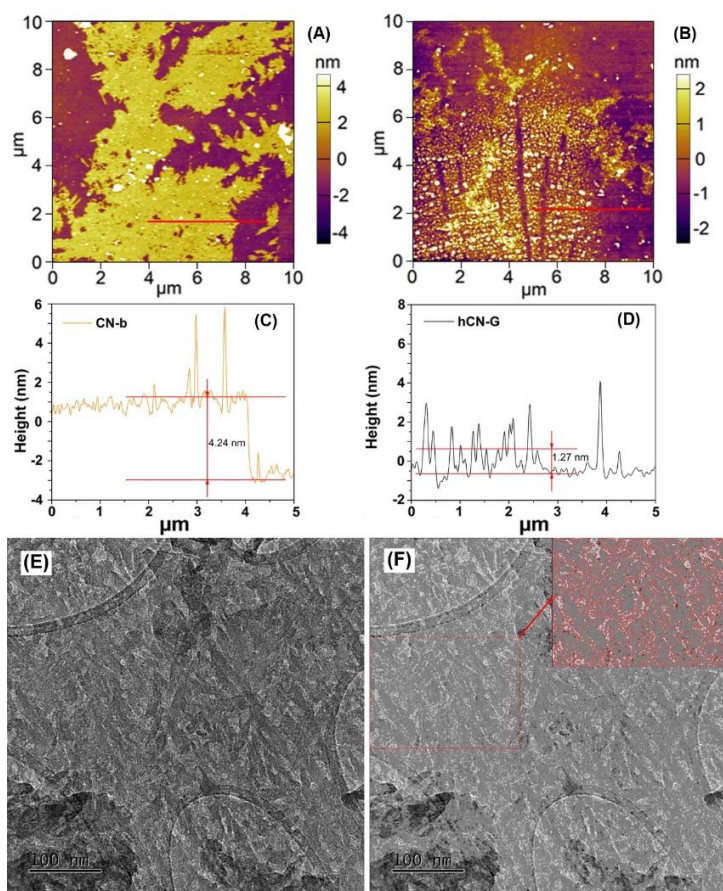 (A)
nm
10
8
6
4
2
0
μm
4
2
0
-2
-4
0 2 4 6 8 10
μm
(B)
nm
10
8
6
4
2
0
μm
2
1
0
-1
-2
0 2 4 6 8 10
μm
(C)
CN-b
Height (nm)
6
5
4
2
1
0
-2
-3
-4
4.24 nm
0 1 2 3 4 5
μm
(D)
hCN-G
Height (nm)
8
6
4
2
0
-2
1.27 nm
0 1 2 3 4 5
μm
(E)
100 nm
(F)
100 nm